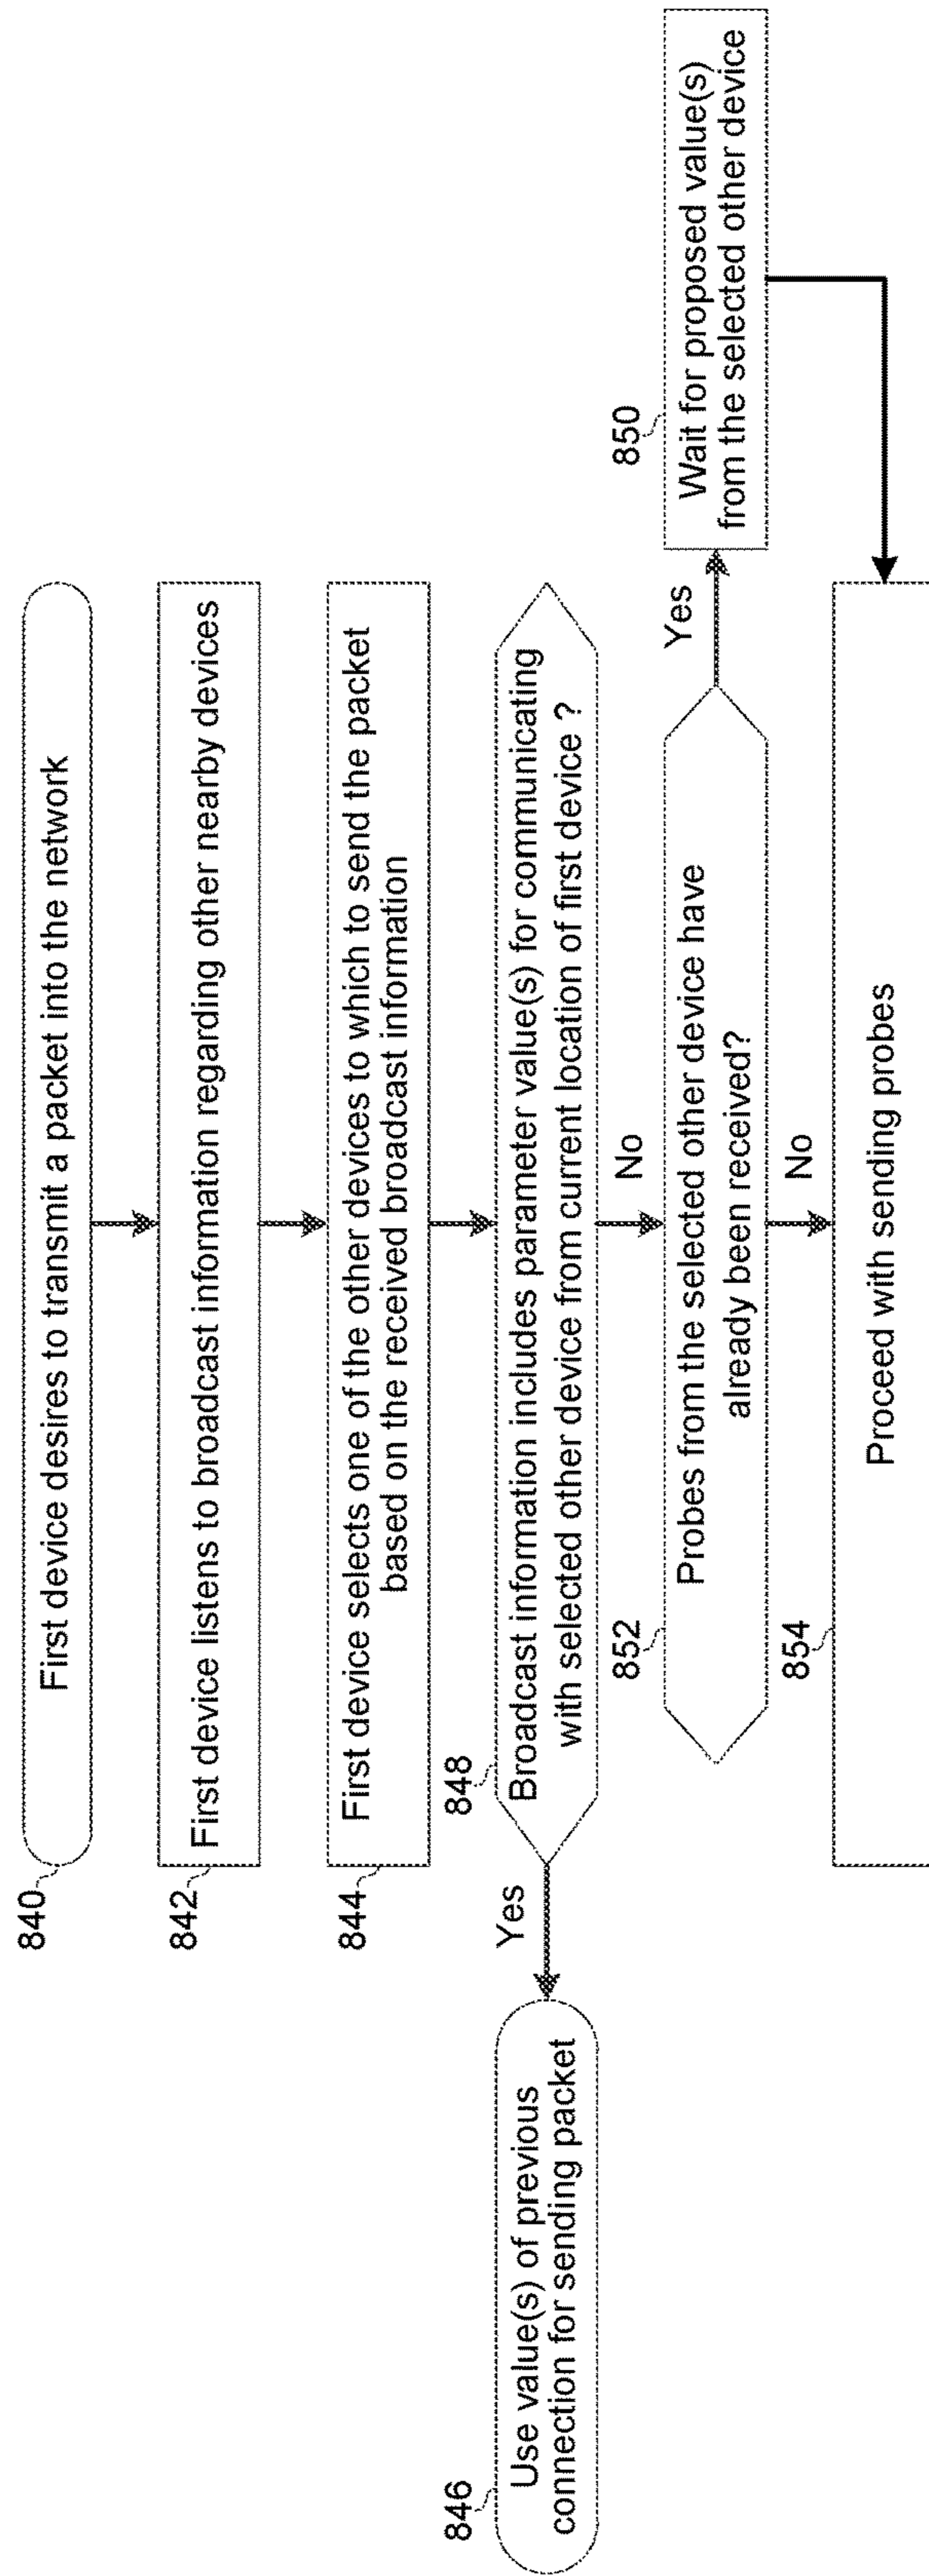 840
First device desires to transmit a packet into the network
842
First device listens to broadcast information regarding other nearby devices
844
First device selects one of the other devices to which to send the packet
based on the received broadcast information
846
Use value(s) of previous
connection for sending packet
Yes
848
Broadcast information includes parameter value(s) for communicating
with selected other device from current location of first device ?
No
852
Probes from the selected other device have
already been received?
Yes
850
Wait for proposed value(s)
from the selected other device
No
854
Proceed with sending probes